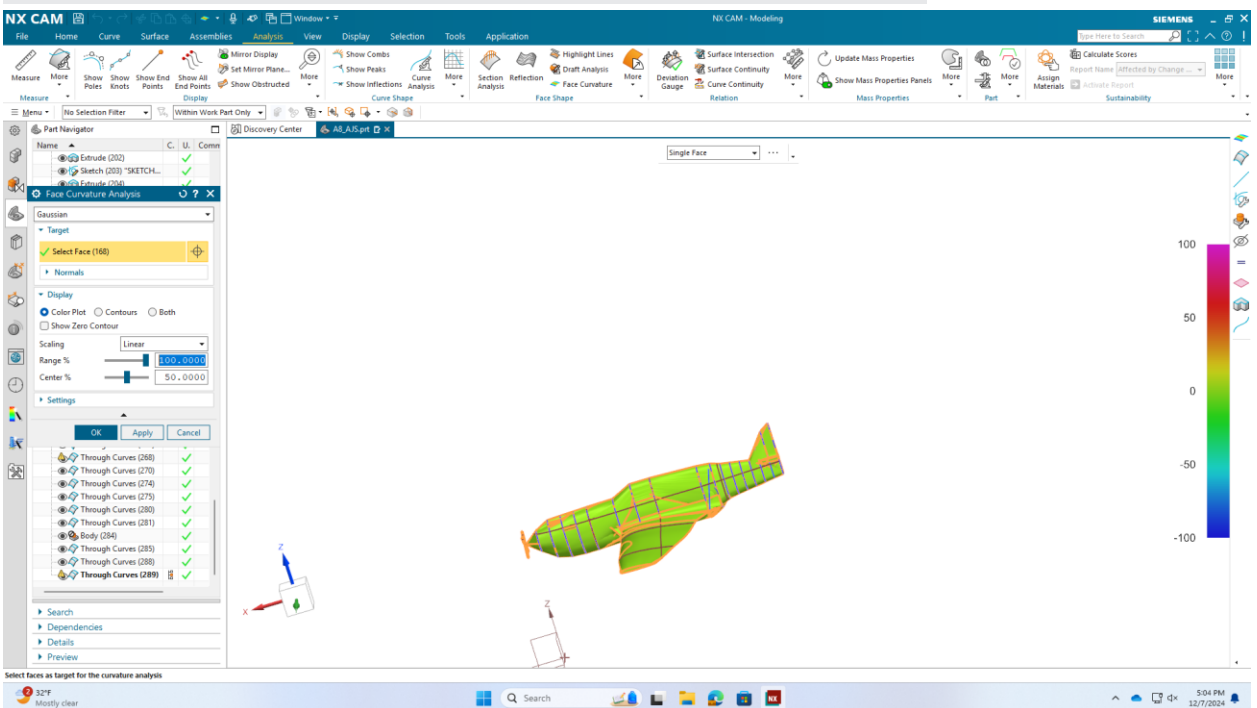 NX CAM
Window
NX CAM - Modeling
SIEMENS
File Home Curve Surface Assemblies Analysis View Display Selection Tools Application
Type Here to Search
Measure
More
Show Poles
Show Knots
Show End Points
Show All End Points
Mirror Display
Set Mirror Plane...
Show Obstructed
More
Show Combs
Show Peaks
Show Inflections
Curve Analysis
More
Section Analysis
Reflection
Highlight Lines
Draft Analysis
Face Curvature
More
Deviation Gauge
Surface Intersection
Surface Continuity
Curve Continuity
More
Update Mass Properties
Show Mass Properties Panels
More
More
Assign Materials
Calculate Scores
Report Name Affected by Change ...
Activate Report
More
Measure Display Curve Shape Face Shape Relation Mass Properties Part Sustainability
Menu
No Selection Filter
Within Work Part Only
Part Navigator
Discovery Center
A8_AJS.prt
Name C. U. Comm
Extrude (202)
Sketch (203) "SKETCH...
Extrude (204)
Single Face
Face Curvature Analysis
Gaussian
Target
Select Face (168)
Normals
Display
Color Plot Contours Both
Show Zero Contour
Scaling Linear
Range % 100.0000
Center % 50.0000
Settings
OK Apply Cancel
Through Curves (268)
Through Curves (270)
Through Curves (274)
Through Curves (275)
Through Curves (280)
Through Curves (281)
Body (284)
Through Curves (285)
Through Curves (288)
Through Curves (289)
Search
Dependencies
Details
Preview
100
50
0
-50
-100
Z
X
Z
Select faces as target for the curvature analysis
2
32°F
Mostly clear
Search
NX
5:04 PM
12/7/2024